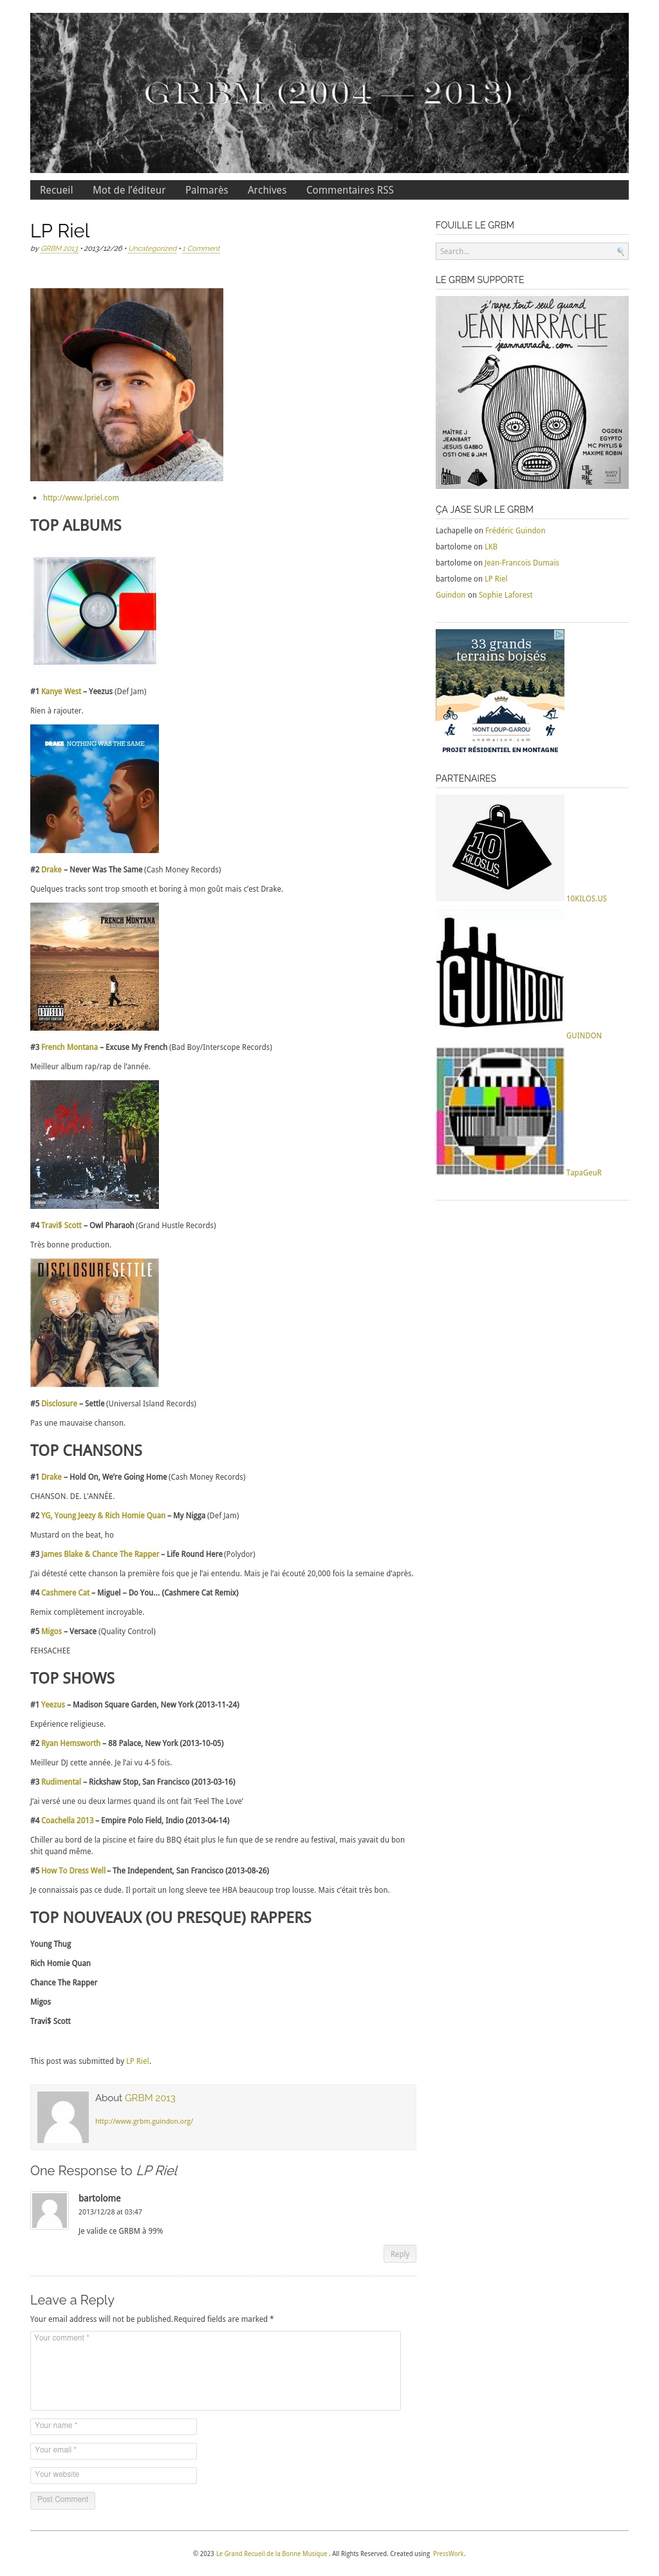 GRBM (2004 — 2013)
Recueil Mot de l’éditeur Palmarès Archives Commentaires RSS
LP Riel
by GRBM 2013 • 2013/12/26 • Uncategorized • 1 Comment
http://www.lpriel.com
TOP ALBUMS
#1 Kanye West – Yeezus (Def Jam)
Rien à rajouter.
DRAKE NOTHING WAS THE SAME
#2 Drake – Never Was The Same (Cash Money Records)
Quelques tracks sont trop smooth et boring à mon goût mais c’est Drake.
FRENCH MONTANA
#3 French Montana – Excuse My French (Bad Boy/Interscope Records)
Meilleur album rap/rap de l’année.
#4 Travi$ Scott – Owl Pharaoh (Grand Hustle Records)
Très bonne production.
DISCLOSURE SETTLE
#5 Disclosure – Settle (Universal Island Records)
Pas une mauvaise chanson.
TOP CHANSONS
#1 Drake – Hold On, We’re Going Home (Cash Money Records)
CHANSON. DE. L’ANNÉE.
#2 YG, Young Jeezy & Rich Homie Quan – My Nigga (Def Jam)
Mustard on the beat, ho
#3 James Blake & Chance The Rapper – Life Round Here (Polydor)
J’ai détesté cette chanson la première fois que je l’ai entendu. Mais je l’ai écouté 20,000 fois la semaine d’après.
#4 Cashmere Cat – Miguel – Do You… (Cashmere Cat Remix)
Remix complètement incroyable.
#5 Migos – Versace (Quality Control)
FEHSACHEE
TOP SHOWS
#1 Yeezus – Madison Square Garden, New York (2013-11-24)
Expérience religieuse.
#2 Ryan Hemsworth – 88 Palace, New York (2013-10-05)
Meilleur DJ cette année. Je l’ai vu 4-5 fois.
#3 Rudimental – Rickshaw Stop, San Francisco (2013-03-16)
J’ai versé une ou deux larmes quand ils ont fait ‘Feel The Love’
#4 Coachella 2013 – Empire Polo Field, Indio (2013-04-14)
Chiller au bord de la piscine et faire du BBQ était plus le fun que de se rendre au festival, mais yavait du bon
shit quand même.
#5 How To Dress Well – The Independent, San Francisco (2013-08-26)
Je connaissais pas ce dude. Il portait un long sleeve tee HBA beaucoup trop lousse. Mais c’était très bon.
TOP NOUVEAUX (OU PRESQUE) RAPPERS
Young Thug
Rich Homie Quan
Chance The Rapper
Migos
Travi$ Scott
This post was submitted by LP Riel.
About GRBM 2013
http://www.grbm.guindon.org/
One Response to LP Riel
bartolome
2013/12/28 at 03:47
Je valide ce GRBM à 99%
Reply
Leave a Reply
Your email address will not be published.Required fields are marked *
Your comment *
Your name *
Your email *
Your website
Post Comment
FOUILLE LE GRBM
Search...
LE GRBM SUPPORTE
j'rappe tout seul quand
JEAN NARRACHE
jeannarrache.com
MAÎTRE J
JEANBART
JESUIS GABBO
OSTI ONE & JAM
OGDEN
EGYPTO
MC PHYLIS &
MAXIME ROBIN
ÇA JASE SUR LE GRBM
Lachapelle on Frédéric Guindon
bartolome on LKB
bartolome on Jean-Francois Dumais
bartolome on LP Riel
Guindon on Sophie Laforest
33 grands
terrains boisés
MONT LOUP-GAROU
unemaison.com
PROJET RÉSIDENTIEL EN MONTAGNE
PARTENAIRES
10
KILOS.US
10KILOS.US
GUINDON
GUINDON
TapaGeuR
© 2023 Le Grand Recueil de la Bonne Musique . All Rights Reserved. Created using PressWork.